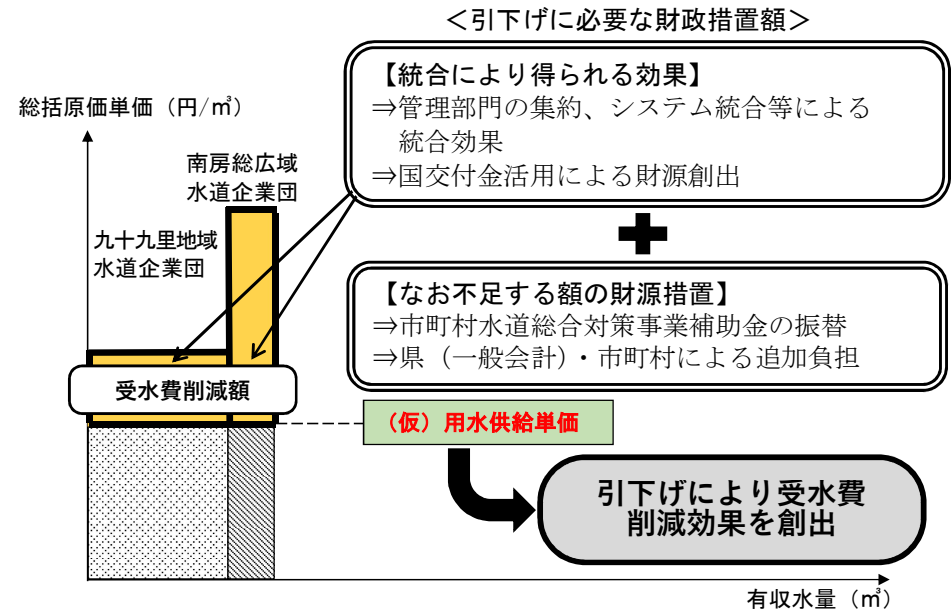 ＜引下げに必要な財政措置額＞
【統合により得られる効果】
⇒管理部門の集約、システム統合等による
統合効果
⇒国交付金活用による財源創出
総括原価単価（円/㎥）
南房総広域
水道企業団
九十九里地域
水道企業団
【なお不足する額の財源措置】
⇒市町村水道総合対策事業補助金の振替
⇒県（一般会計）・市町村による追加負担
受水費削減額
（仮）用水供給単価
引下げにより受水費
削減効果を創出
有収水量（㎥）